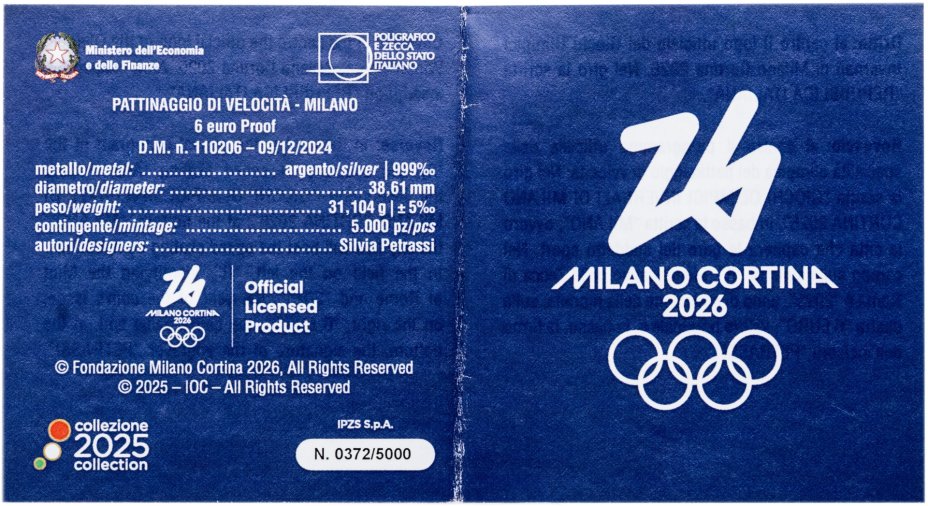 Ministero dell'Economia
e delle Finanze
POLIGRAFICO
E ZECCA
DELLO STATO
ITALIANO
PATTINAGGIO DI VELOCITÀ - MILANO
6 euro Proof
D.M. n. 110206 - 09/12/2024
metallo/metal: ........................... argento/silver | 999‰
diametro/diameter: ........................................ 38,61 mm
peso/weight: ................................. 31,104 g | ± 5‰
contingente/mintage: ............................... 5.000 pz/pcs
autori/designers: ................................. Silvia Petrassi
MILANO CORTINA
2026
Official
Licensed
Product
© Fondazione Milano Cortina 2026, All Rights Reserved
© 2025 – IOC – All Rights Reserved
collezione
2025
collection
IPZS S.p.A.
N. 0372/5000
26
MILANO CORTINA
2026